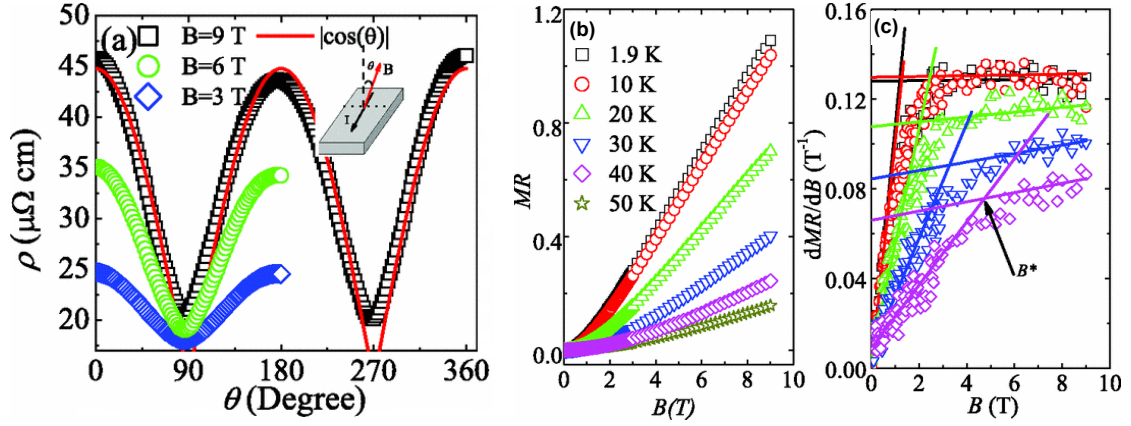 (a)
B=9 T
|cos(θ)|
B=6 T
B=3 T
θ
B
I
50
45
40
35
30
25
20
ρ (μΩ cm)
0
90
180
270
360
θ (Degree)
(b)
1.9 K
10 K
20 K
30 K
40 K
50 K
1.2
0.8
0.4
0.0
MR
0
2
4
6
8
10
B(T)
(c)
0.16
0.12
0.08
0.04
0.00
dMR/dB (T⁻¹)
B*
0
2
4
6
8
10
B (T)